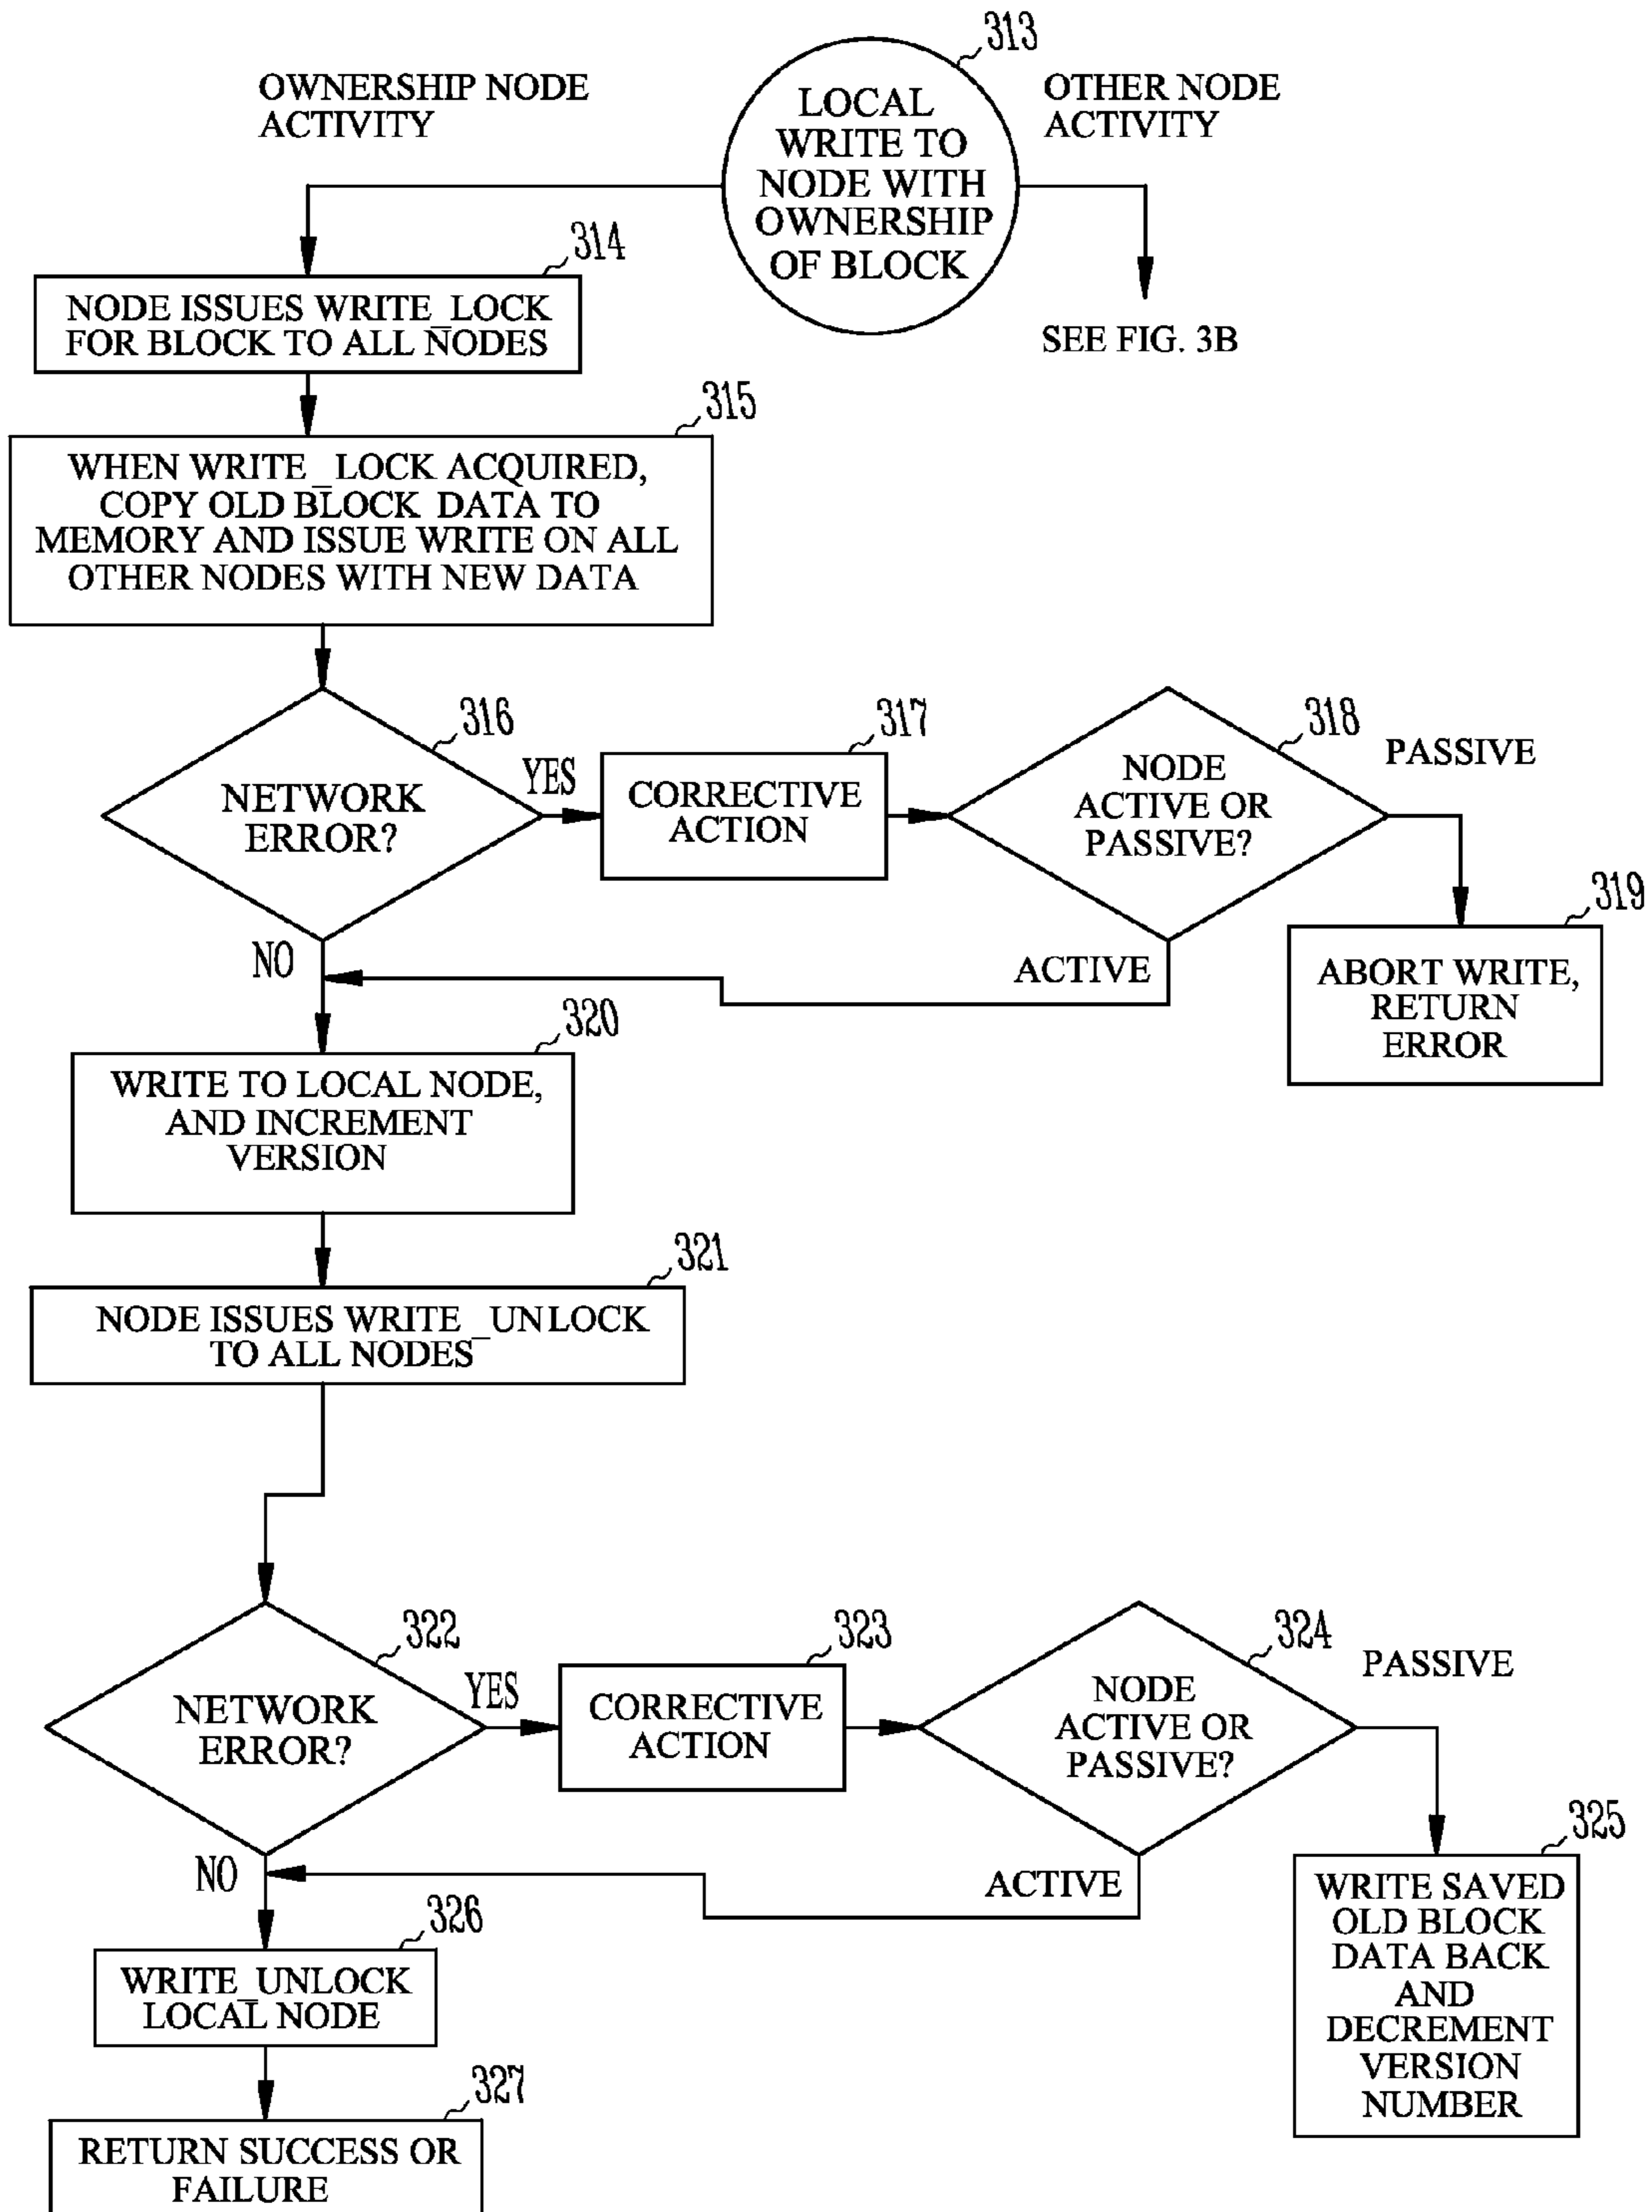 313
OWNERSHIP NODE
ACTIVITY
LOCAL
WRITE TO
NODE WITH
OWNERSHIP
OF BLOCK
OTHER NODE
ACTIVITY
SEE FIG. 3B
314
NODE ISSUES WRITE_LOCK
FOR BLOCK TO ALL NODES
315
WHEN WRITE_LOCK ACQUIRED,
COPY OLD BLOCK DATA TO
MEMORY AND ISSUE WRITE ON ALL
OTHER NODES WITH NEW DATA
316
NETWORK
ERROR?
YES
NO
317
CORRECTIVE
ACTION
318
NODE
ACTIVE OR
PASSIVE?
PASSIVE
ACTIVE
319
ABORT WRITE,
RETURN
ERROR
320
WRITE TO LOCAL NODE,
AND INCREMENT
VERSION
321
NODE ISSUES WRITE_UNLOCK
TO ALL NODES
322
NETWORK
ERROR?
YES
NO
323
CORRECTIVE
ACTION
324
NODE
ACTIVE OR
PASSIVE?
PASSIVE
ACTIVE
325
WRITE SAVED
OLD BLOCK
DATA BACK
AND
DECREMENT
VERSION
NUMBER
326
WRITE_UNLOCK
LOCAL NODE
327
RETURN SUCCESS OR
FAILURE